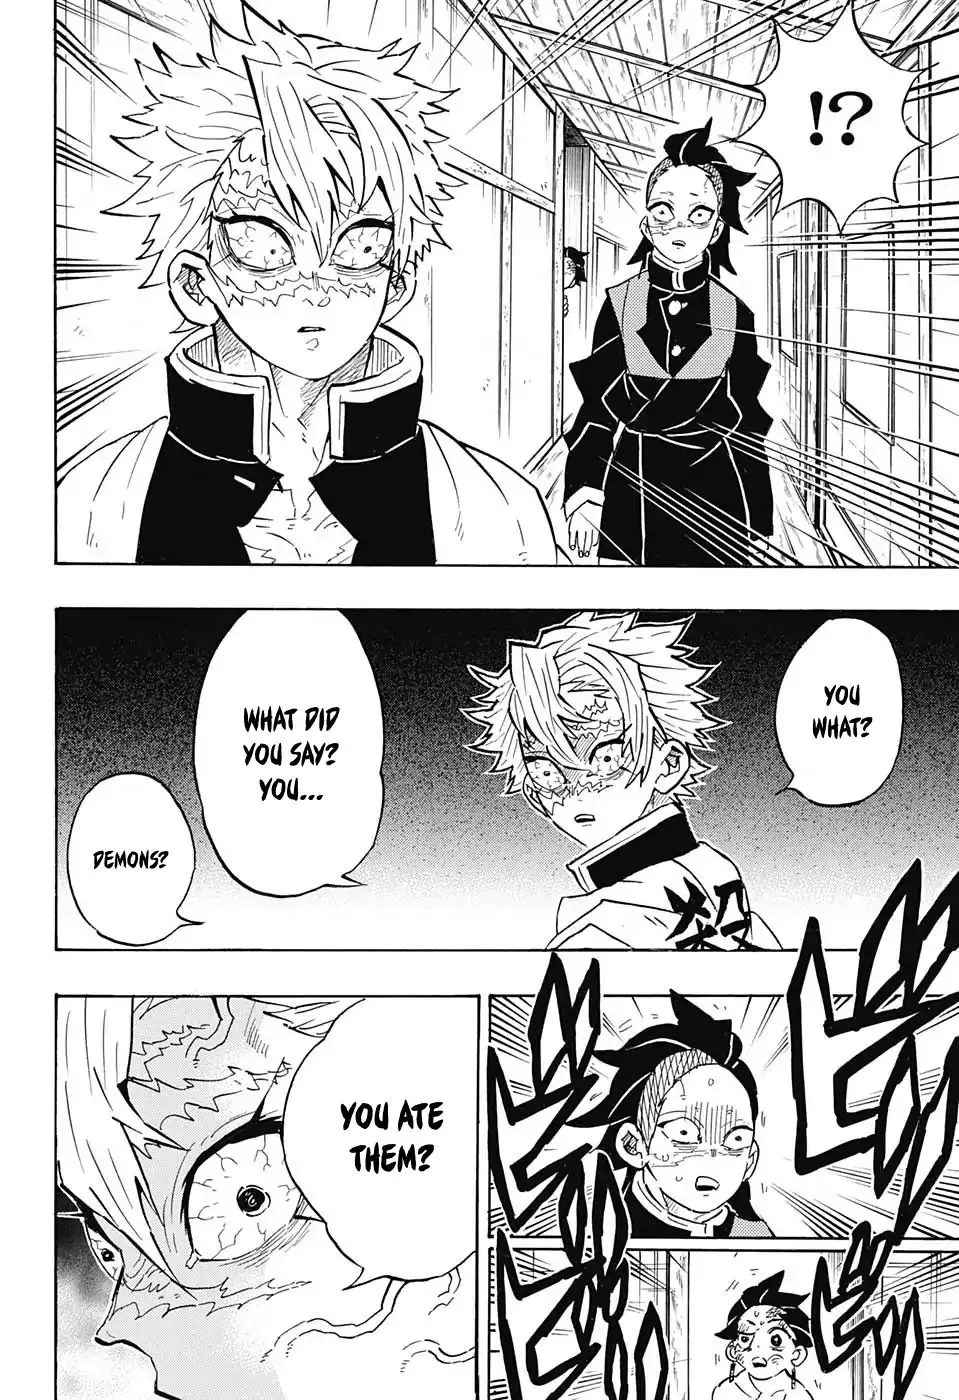 !?
YOU
WHAT?
WHAT DID
YOU SAY?
YOU...
DEMONS?
殺
YOU ATE
THEM?